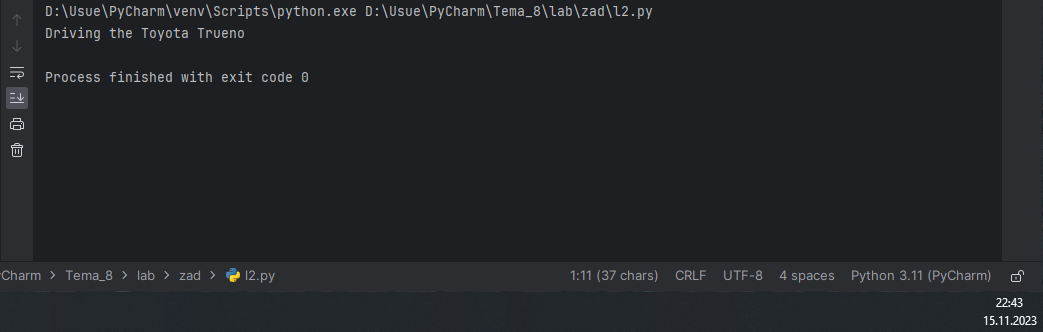 D:\Usue\PyCharm\venv\Scripts\python.exe D:\Usue\PyCharm\Tema_8\lab\zad\l2.py
Driving the Toyota Trueno
Process finished with exit code 0
yCharm > Tema_8 > lab > zad > l2.py 1:11 (37 chars) CRLF UTF-8 4 spaces Python 3.11 (PyCharm)
22:43
15.11.2023